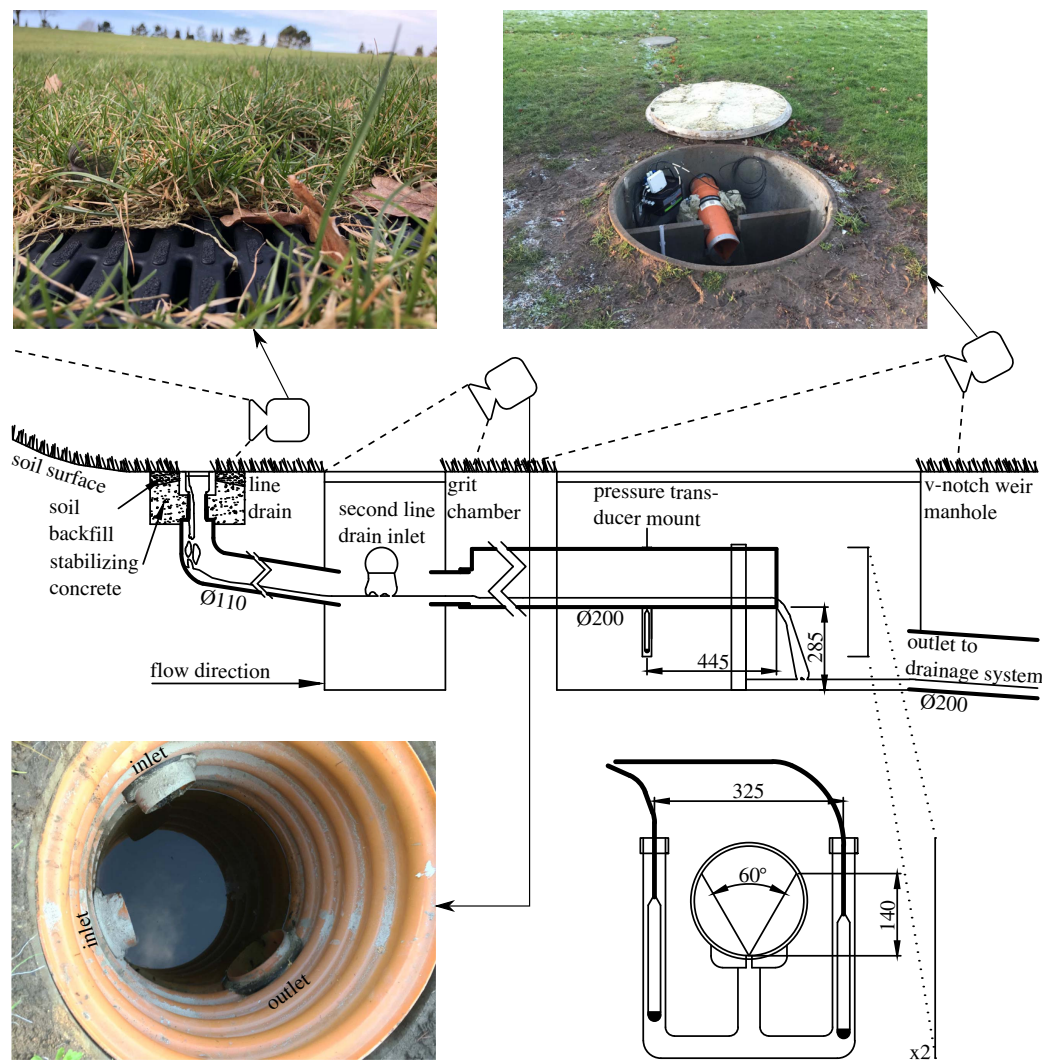 soil surface
soil
backfill
stabilizing
concrete
line
drain
second line
drain inlet
grit
chamber
pressure trans-
ducer mount
v-notch weir
manhole
Ø110
Ø200
445
285
outlet to
drainage system
Ø200
flow direction
inlet
inlet
outlet
325
60°
140
x2